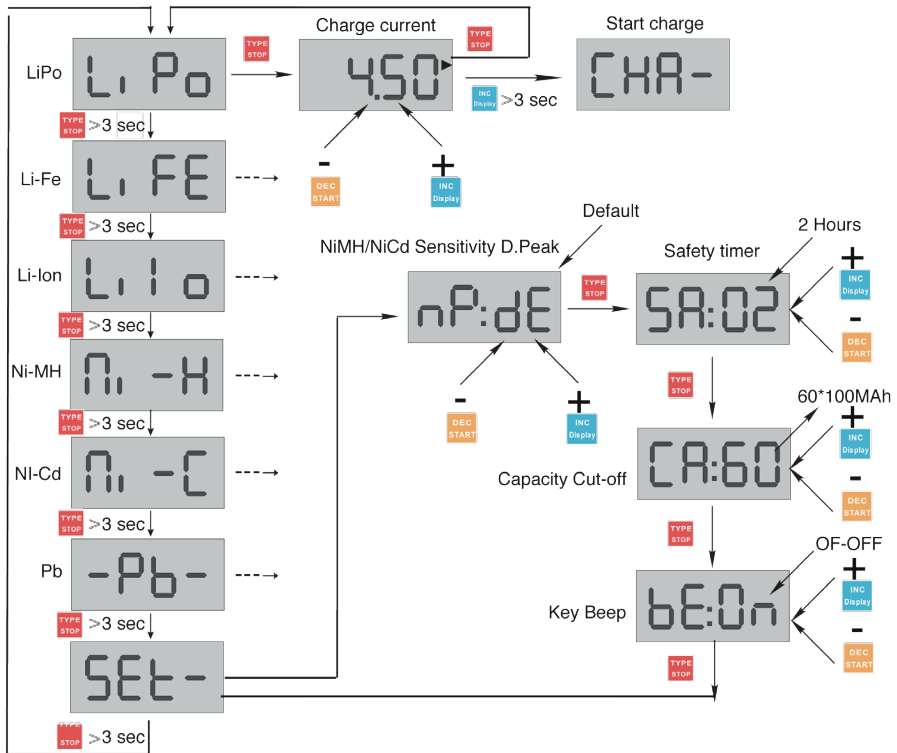 Charge current
Start charge
LiPo
Li Po
TYPE
STOP
4.50
TYPE
STOP
INC
Display
>3 sec
CHA-
TYPE
STOP
>3 sec
-
DEC
START
+
INC
Display
Li-Fe
Li FE
TYPE
STOP
>3 sec
Li-Ion
Li Io
TYPE
STOP
>3 sec
NiMH/NiCd Sensitivity D.Peak
Default
nP:dE
TYPE
STOP
-
DEC
START
+
INC
Display
Safety timer
2 Hours
SA:02
+
INC
Display
-
DEC
START
TYPE
STOP
Ni-MH
Ni -H
TYPE
STOP
>3 sec
60*100MAh
Capacity Cut-off
CA:60
+
INC
Display
-
DEC
START
TYPE
STOP
NI-Cd
Ni -C
TYPE
STOP
>3 sec
OF-OFF
Key Beep
bE:On
+
INC
Display
-
DEC
START
TYPE
STOP
Pb
-Pb-
TYPE
STOP
>3 sec
SEt-
TYPE
STOP
>3 sec